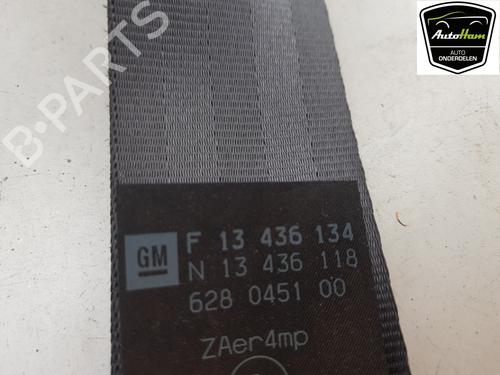 AutoHam
AUTO
ONDERDELEN
B-PARTS
GM
F 13 436 134
N 13 436 118
628 0451 00
ZAer4mp